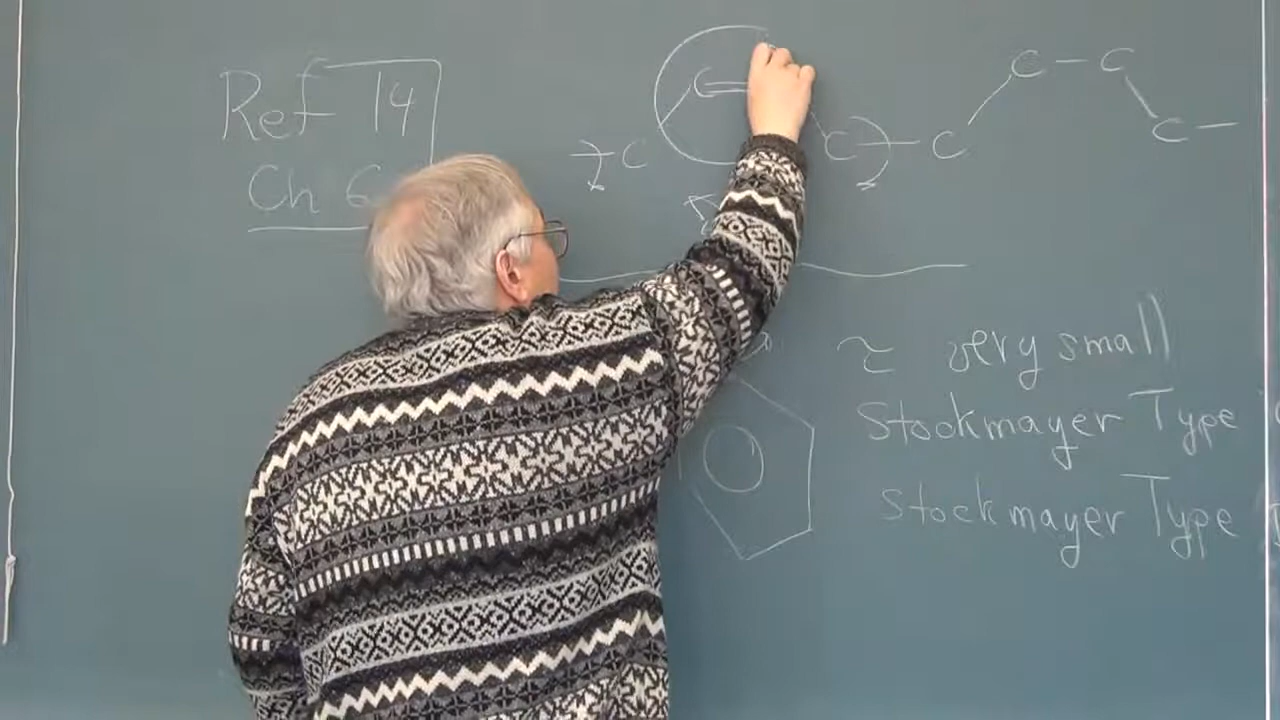 Ref 14
Ch 6
C C= C — C C — C C —
≈ very small
Stockmayer Type
Stockmayer Type